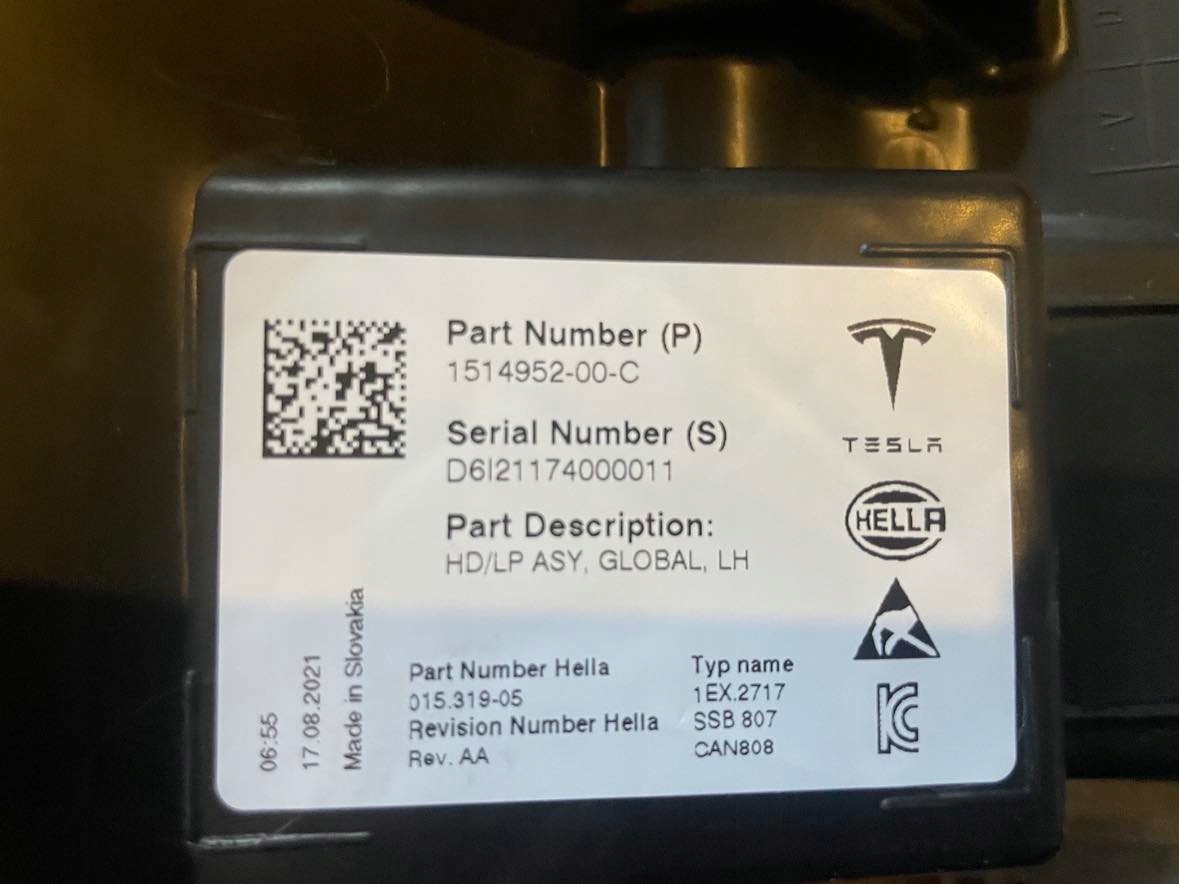 Part Number (P)
1514952-00-C
Serial Number (S)
D6I21174000011
Part Description:
HD/LP ASY, GLOBAL, LH
TESLA
HELLA
06:55
17.08.2021
Made in Slovakia
Part Number Hella
015.319-05
Revision Number Hella
Rev. AA
Typ name
1EX.2717
SSB 807
CAN808